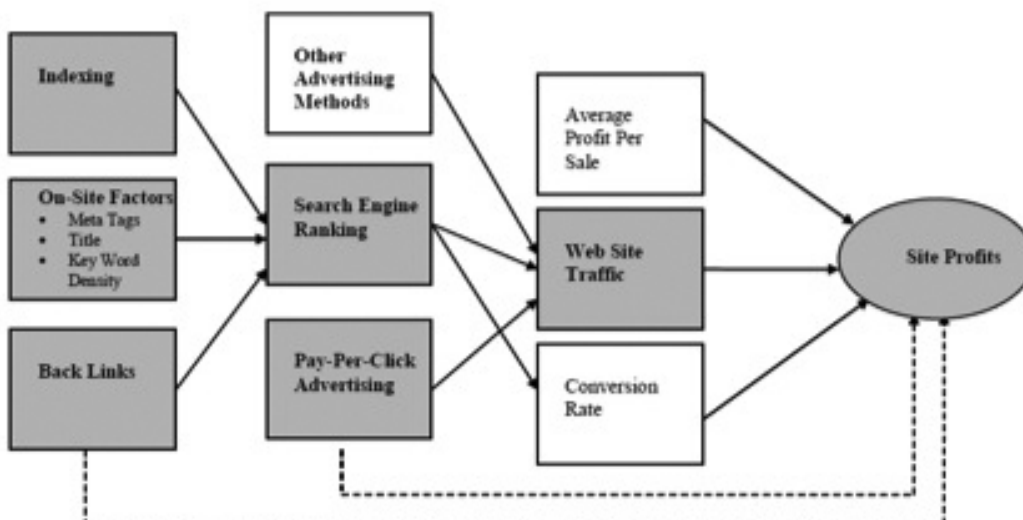 Indexing
On-Site Factors
• Meta Tags
• Title
• Key Word
Density
Back Links
Other
Advertising
Methods
Search Engine
Ranking
Pay-Per-Click
Advertising
Average
Profit Per
Sale
Web Site
Traffic
Conversion
Rate
Site Profits